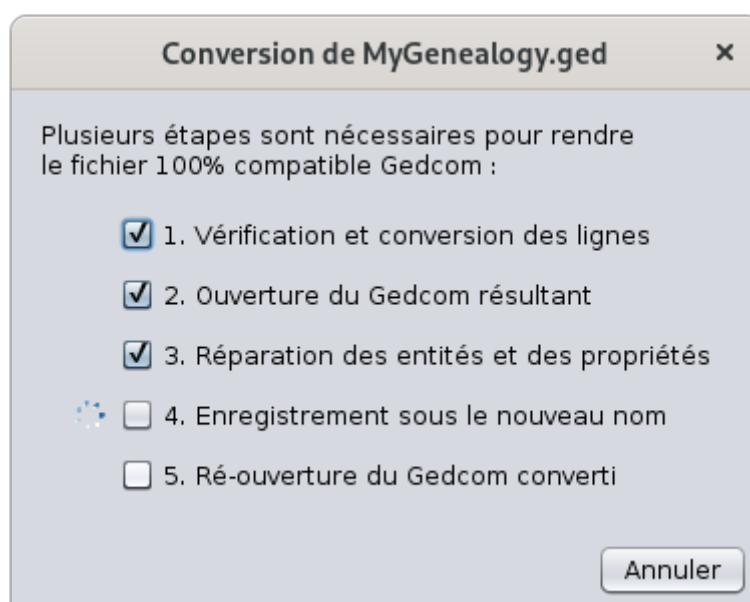 Conversion de MyGenealogy.ged
Plusieurs étapes sont nécessaires pour rendre
le fichier 100% compatible Gedcom :
1. Vérification et conversion des lignes
2. Ouverture du Gedcom résultant
3. Réparation des entités et des propriétés
4. Enregistrement sous le nouveau nom
5. Ré-ouverture du Gedcom converti
Annuler